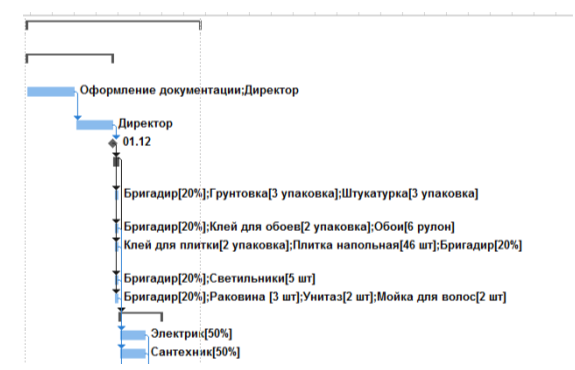 Оформление документации;Директор
Директор
01.12
Бригадир[20%];Грунтовка[3 упаковка];Штукатурка[3 упаковка]
Бригадир[20%];Клей для обоев[2 упаковка];Обои[6 рулон]
Клей для плитки[2 упаковка];Плитка напольная[46 шт];Бригадир[20%]
Бригадир[20%];Светильники[5 шт]
Бригадир[20%];Раковина [3 шт];Унитаз[2 шт];Мойка для волос[2 шт]
Электрик[50%]
Сантехник[50%]